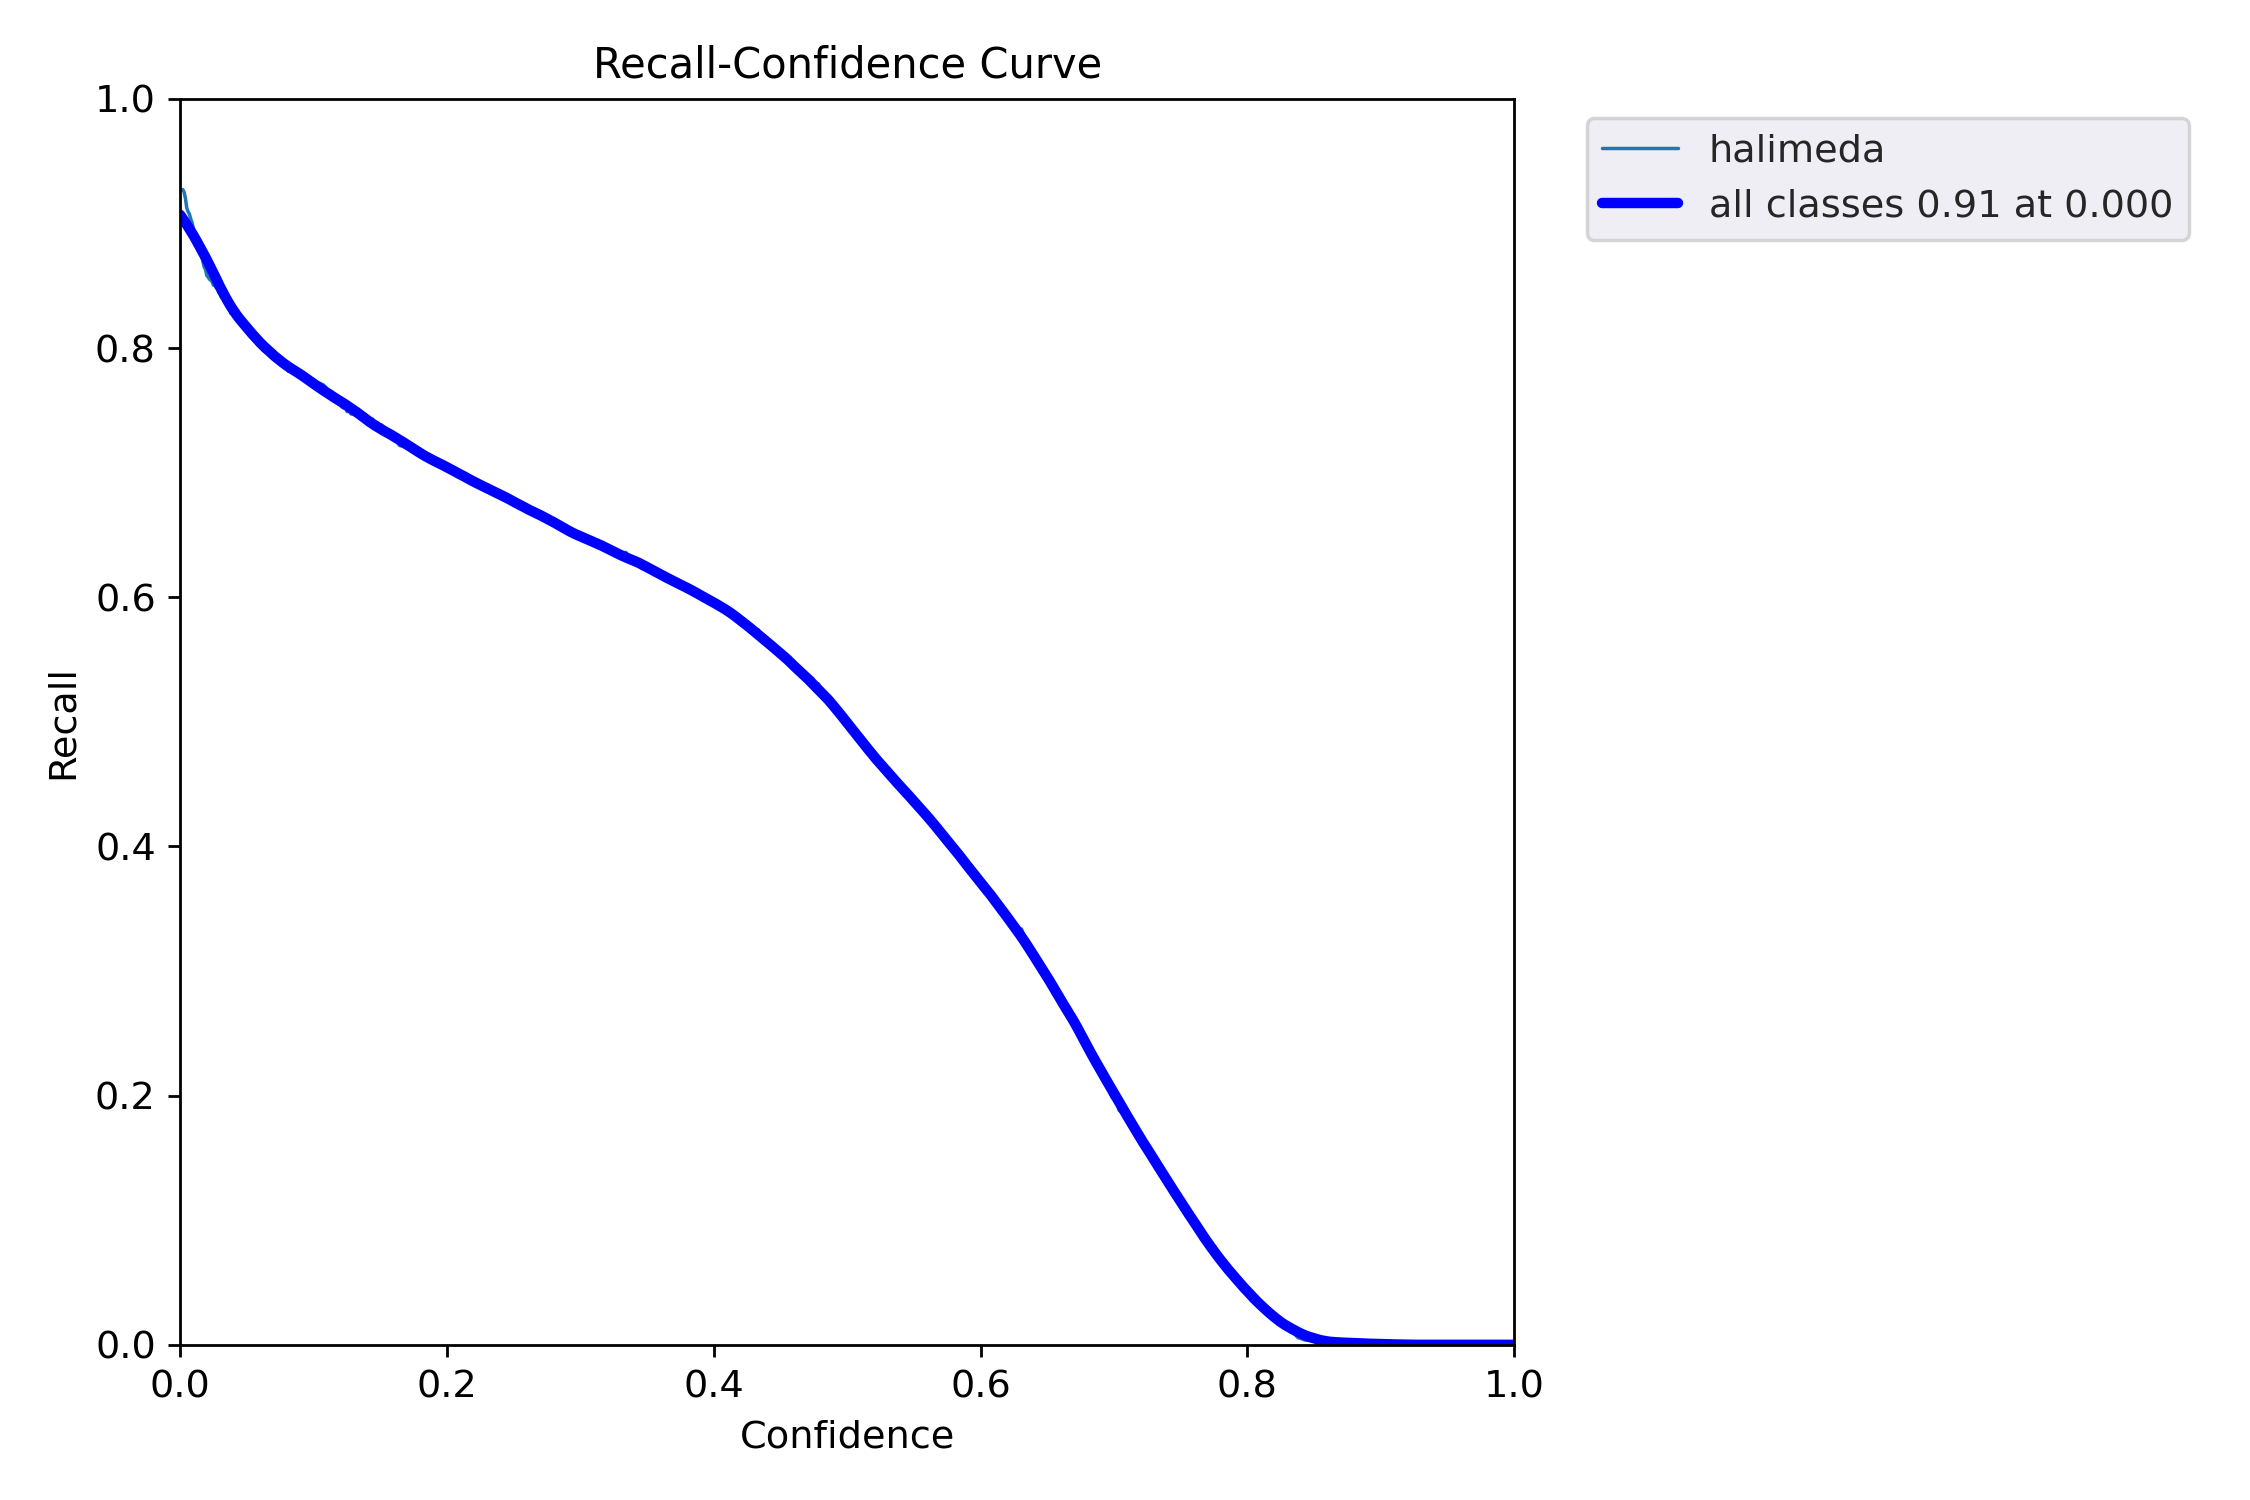 Recall-Confidence Curve
halimeda
all classes 0.91 at 0.000
1.0
0.8
0.6
0.4
0.2
0.0
Recall
0.0 0.2 0.4 0.6 0.8 1.0
Confidence